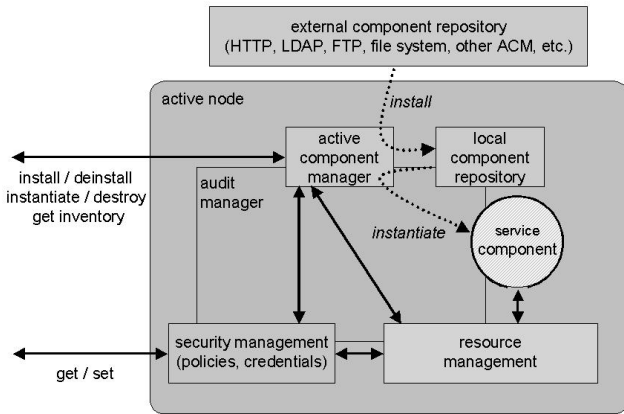 external component repository
(HTTP, LDAP, FTP, file system, other ACM, etc.)
active node
install
active
component
manager
local
component
repository
install / deinstall
instantiate / destroy
get inventory
audit
manager
instantiate
service
component
security management
(policies, credentials)
resource
management
get / set